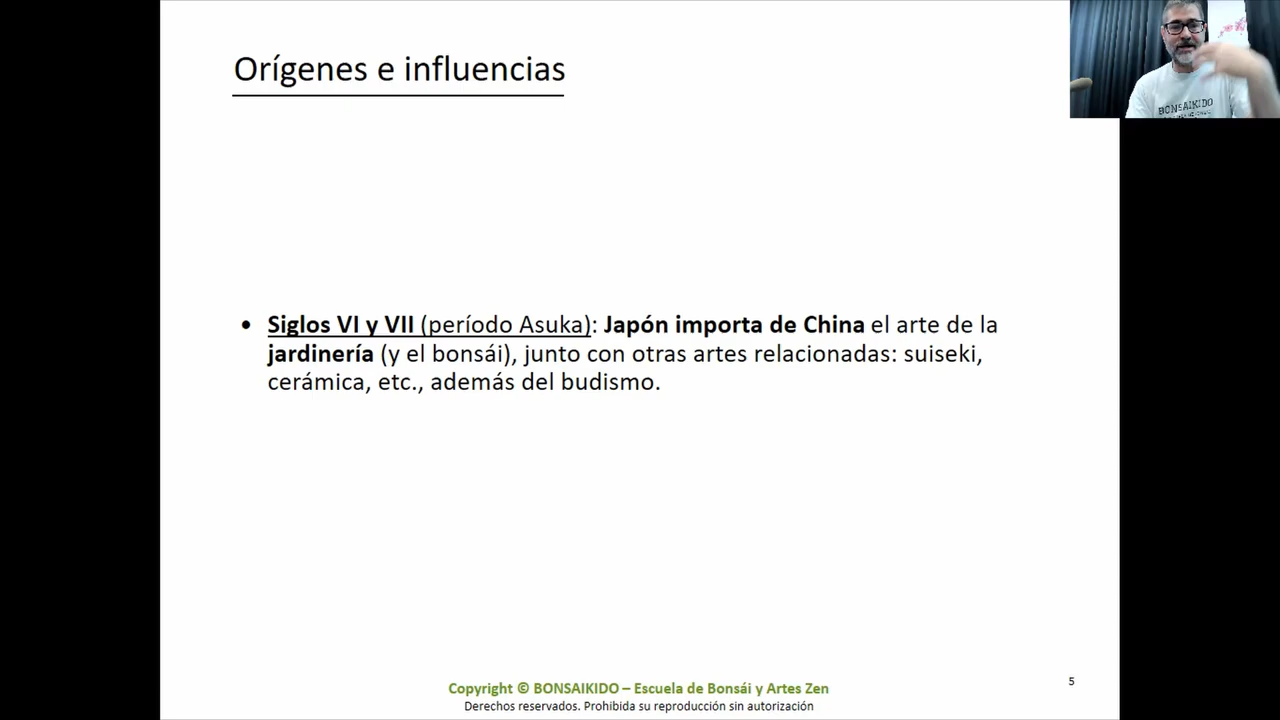 Orígenes e influencias
BONSAIKIDO
• Siglos VI y VII (período Asuka): Japón importa de China el arte de la
jardinería (y el bonsái), junto con otras artes relacionadas: suiseki,
cerámica, etc., además del budismo.
5
Copyright © BONSAIKIDO – Escuela de Bonsái y Artes Zen
Derechos reservados. Prohibida su reproducción sin autorización